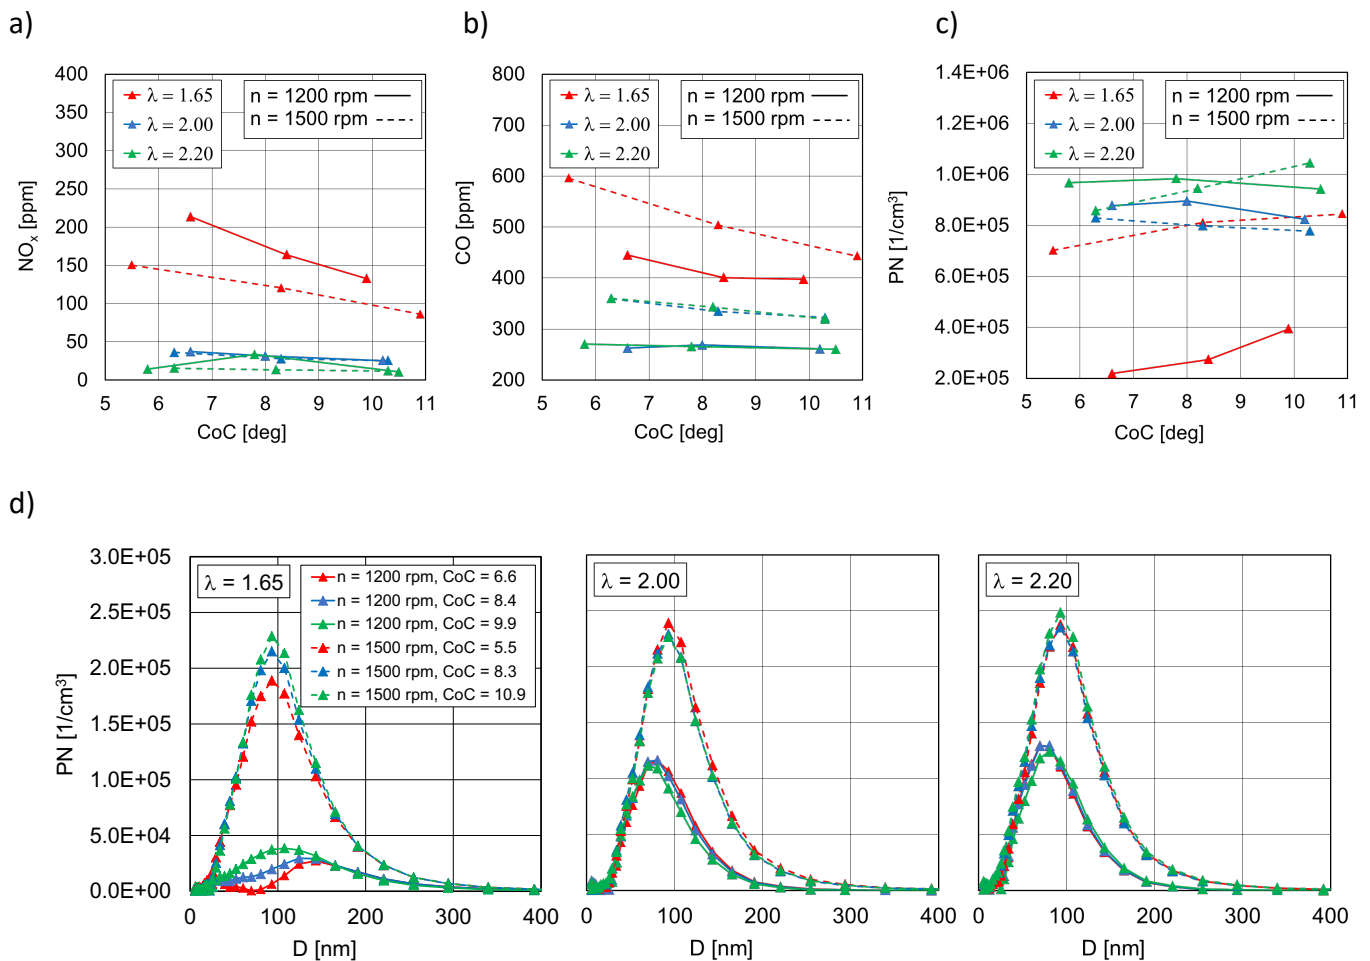 a)
b)
c)
400
350
300
250
200
150
100
50
0
NOx [ppm]
λ = 1.65
λ = 2.00
λ = 2.20
n = 1200 rpm
n = 1500 rpm
5 6 7 8 9 10 11
CoC [deg]
800
700
600
500
400
300
200
CO [ppm]
λ = 1.65
λ = 2.00
λ = 2.20
n = 1200 rpm
n = 1500 rpm
5 6 7 8 9 10 11
CoC [deg]
1.4E+06
1.2E+06
1.0E+06
8.0E+05
6.0E+05
4.0E+05
2.0E+05
PN [1/cm³]
λ = 1.65
λ = 2.00
λ = 2.20
n = 1200 rpm
n = 1500 rpm
5 6 7 8 9 10 11
CoC [deg]
d)
3.0E+05
2.5E+05
2.0E+05
1.5E+05
1.0E+05
5.0E+04
0.0E+00
PN [1/cm³]
λ = 1.65
n = 1200 rpm, CoC = 6.6
n = 1200 rpm, CoC = 8.4
n = 1200 rpm, CoC = 9.9
n = 1500 rpm, CoC = 5.5
n = 1500 rpm, CoC = 8.3
n = 1500 rpm, CoC = 10.9
0 100 200 300 400
D [nm]
λ = 2.00
0 100 200 300 400
D [nm]
λ = 2.20
0 100 200 300 400
D [nm]